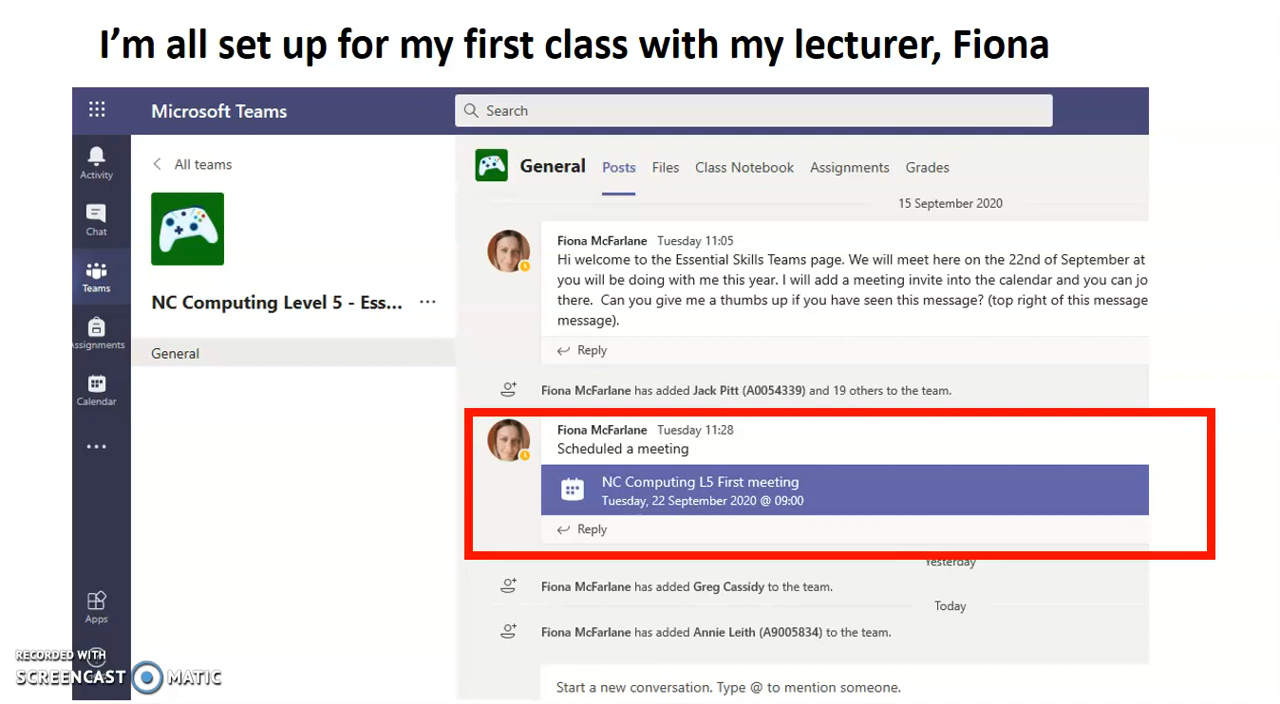 I'm all set up for my first class with my lecturer, Fiona
Microsoft Teams
Search
Activity
Chat
Teams
Assignments
Calendar
Apps
All teams
NC Computing Level 5 - Ess...
General
General Posts Files Class Notebook Assignments Grades
15 September 2020
Fiona McFarlane Tuesday 11:05
Hi welcome to the Essential Skills Teams page. We will meet here on the 22nd of September at
you will be doing with me this year. I will add a meeting invite into the calendar and you can jo
there. Can you give me a thumbs up if you have seen this message? (top right of this message
message).
Reply
Fiona McFarlane has added Jack Pitt (A0054339) and 19 others to the team.
Fiona McFarlane Tuesday 11:28
Scheduled a meeting
NC Computing L5 First meeting
Tuesday, 22 September 2020 @ 09:00
Reply
Yesterday
Fiona McFarlane has added Greg Cassidy to the team.
Today
Fiona McFarlane has added Annie Leith (A9005834) to the team.
Start a new conversation. Type @ to mention someone.
RECORDED WITH
SCREENCAST MATIC